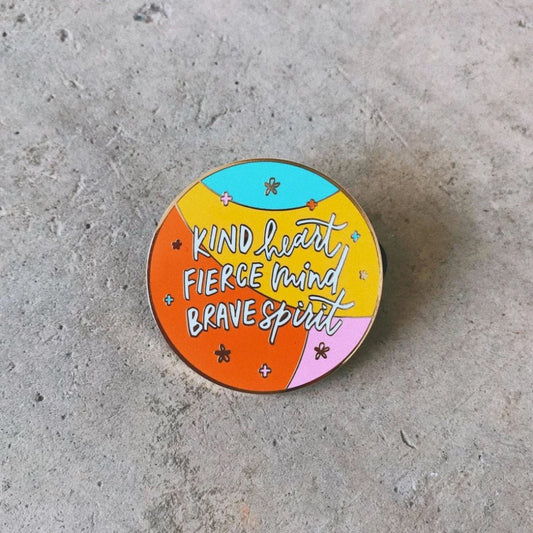 KIND heart
FIERCE mind
BRAVE spirit